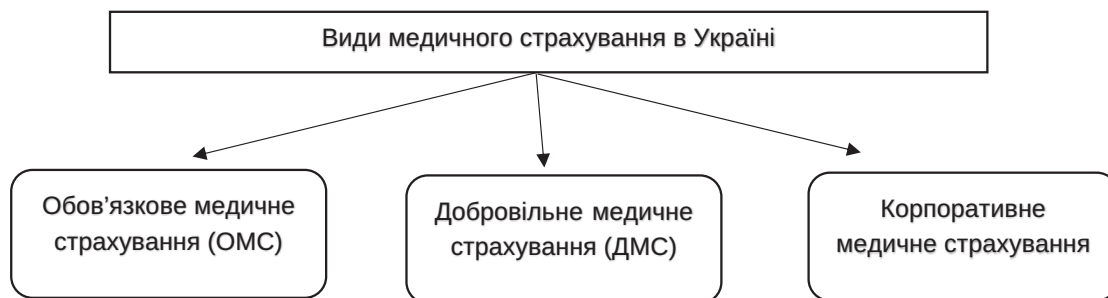 Види медичного страхування в Україні
Обов’язкове медичне
страхування (ОМС)
Добровільне медичне
страхування (ДМС)
Корпоративне
медичне страхування